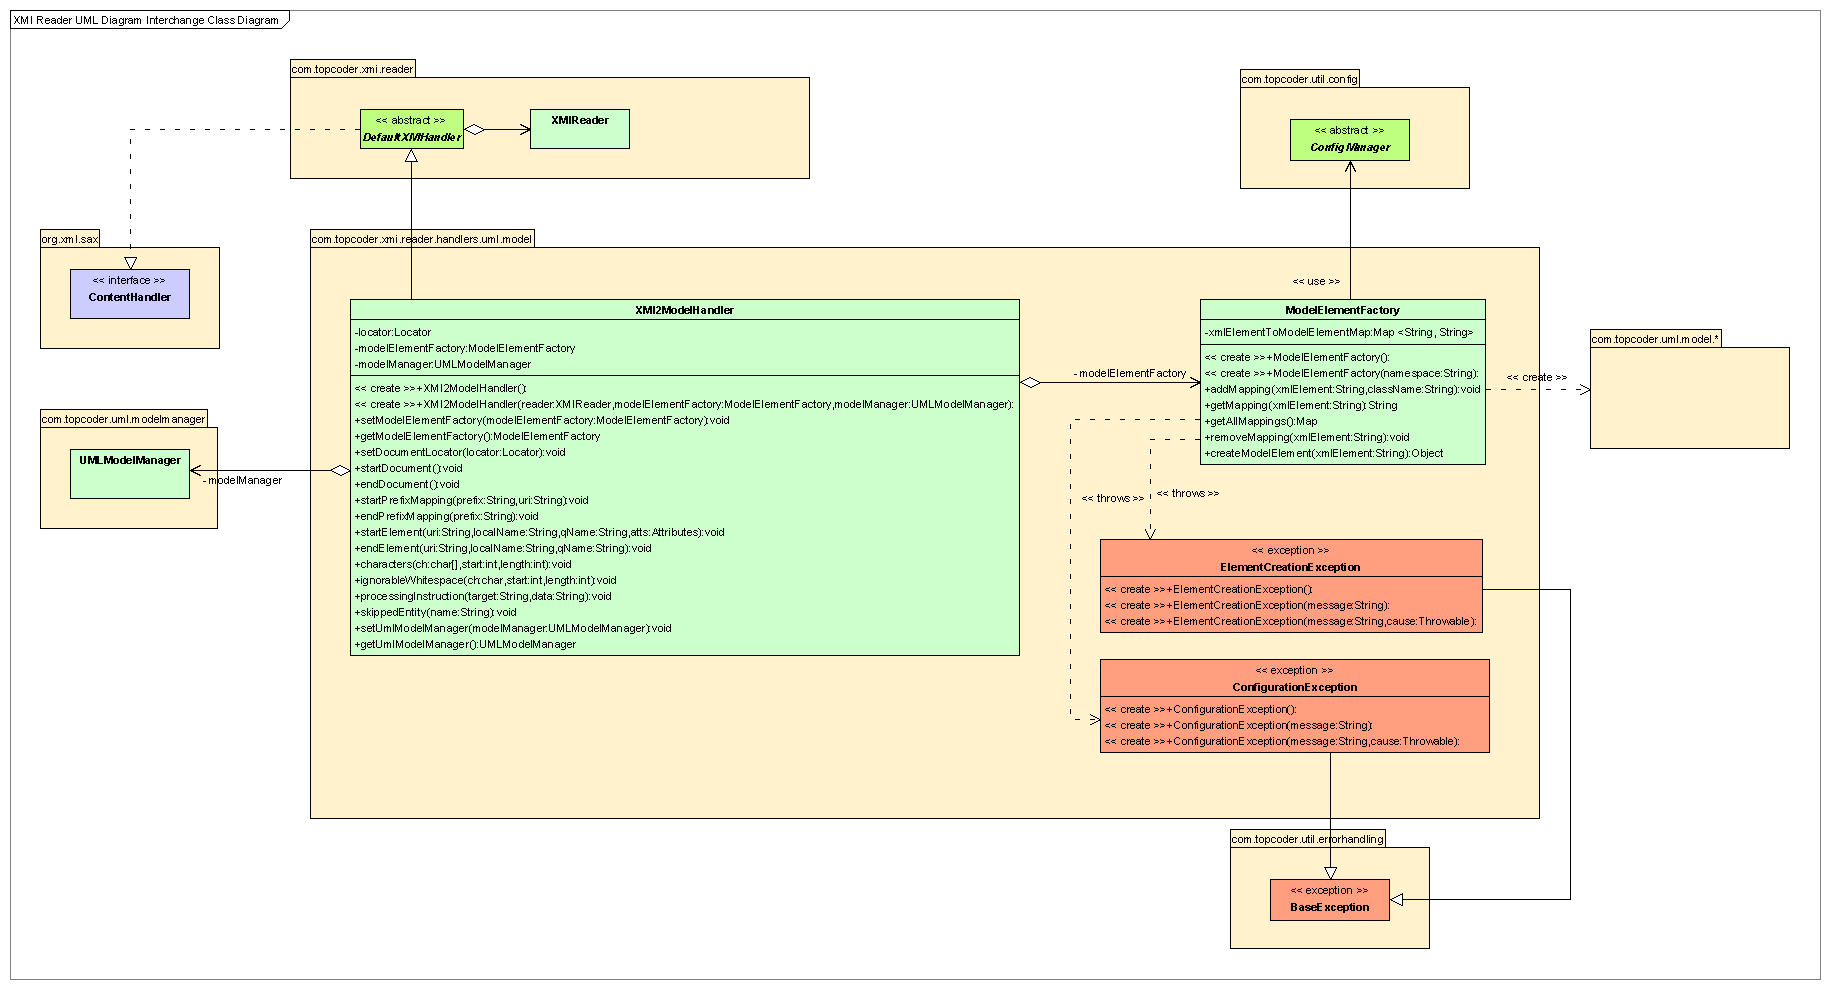 XMI Reader UML Diagram Interchange Class Diagram
com.topcoder.xmi.reader
<< abstract >>
DefaultXMIHandler
XMIReader
com.topcoder.util.config
<< abstract >>
ConfigManager
org.xml.sax
<< interface >>
ContentHandler
com.topcoder.xmi.reader.handlers.uml.model
XMI2ModelHandler
-locator:Locator
-modelElementFactory:ModelElementFactory
-modelManager:UMLModelManager
<< create >>+XMI2ModelHandler():
<< create >>+XMI2ModelHandler(reader:XMIReader,modelElementFactory:ModelElementFactory,modelManager:UMLModelManager):
+setModelElementFactory(modelElementFactory:ModelElementFactory):void
+getModelElementFactory():ModelElementFactory
+setDocumentLocator(locator:Locator):void
+startDocument():void
+endDocument():void
+startPrefixMapping(prefix:String,uri:String):void
+endPrefixMapping(prefix:String):void
+startElement(uri:String,localName:String,qName:String,atts:Attributes):void
+endElement(uri:String,localName:String,qName:String):void
+characters(ch:char[],start:int,length:int):void
+ignorableWhitespace(ch:char,start:int,length:int):void
+processingInstruction(target:String,data:String):void
+skippedEntity(name:String):void
+setUmlModelManager(modelManager:UMLModelManager):void
+getUmlModelManager():UMLModelManager
<< use >>
ModelElementFactory
-xmlElementToModelElementMap:Map <String, String>
<< create >>+ModelElementFactory():
<< create >>+ModelElementFactory(namespace:String):
+addMapping(xmlElement:String,className:String):void
+getMapping(xmlElement:String):String
+getAllMappings():Map
+removeMapping(xmlElement:String):void
+createModelElement(xmlElement:String):Object
- modelElementFactory
<< create >>
com.topcoder.uml.model.*
com.topcoder.uml.modelmanager
UMLModelManager
- modelManager
<< throws >>
<< throws >>
<< exception >>
ElementCreationException
<< create >>+ElementCreationException():
<< create >>+ElementCreationException(message:String):
<< create >>+ElementCreationException(message:String,cause:Throwable):
<< exception >>
ConfigurationException
<< create >>+ConfigurationException():
<< create >>+ConfigurationException(message:String):
<< create >>+ConfigurationException(message:String,cause:Throwable):
com.topcoder.util.errorhandling
<< exception >>
BaseException